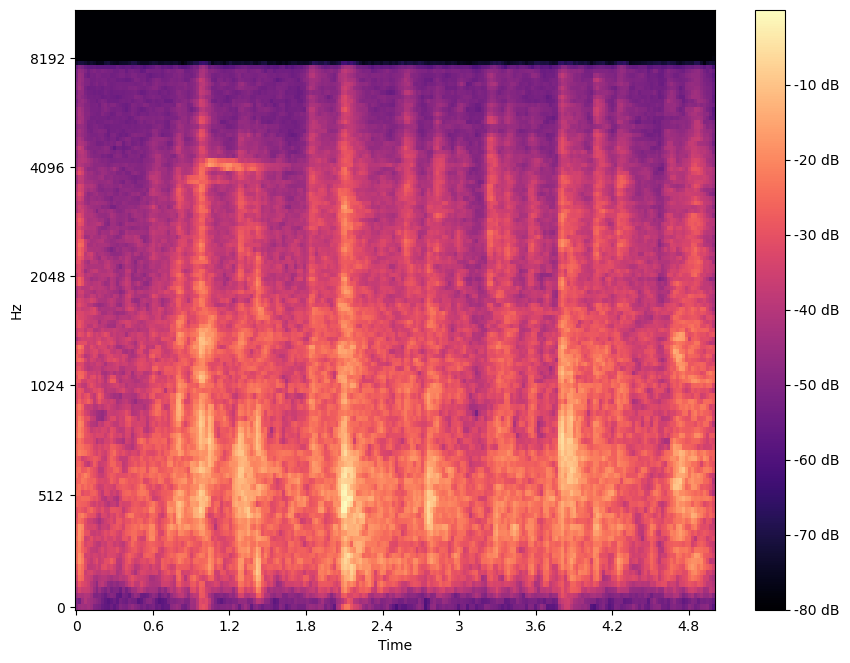 8192
4096
2048
1024
512
0
Hz
0 0.6 1.2 1.8 2.4 3 3.6 4.2 4.8
Time
-10 dB
-20 dB
-30 dB
-40 dB
-50 dB
-60 dB
-70 dB
-80 dB